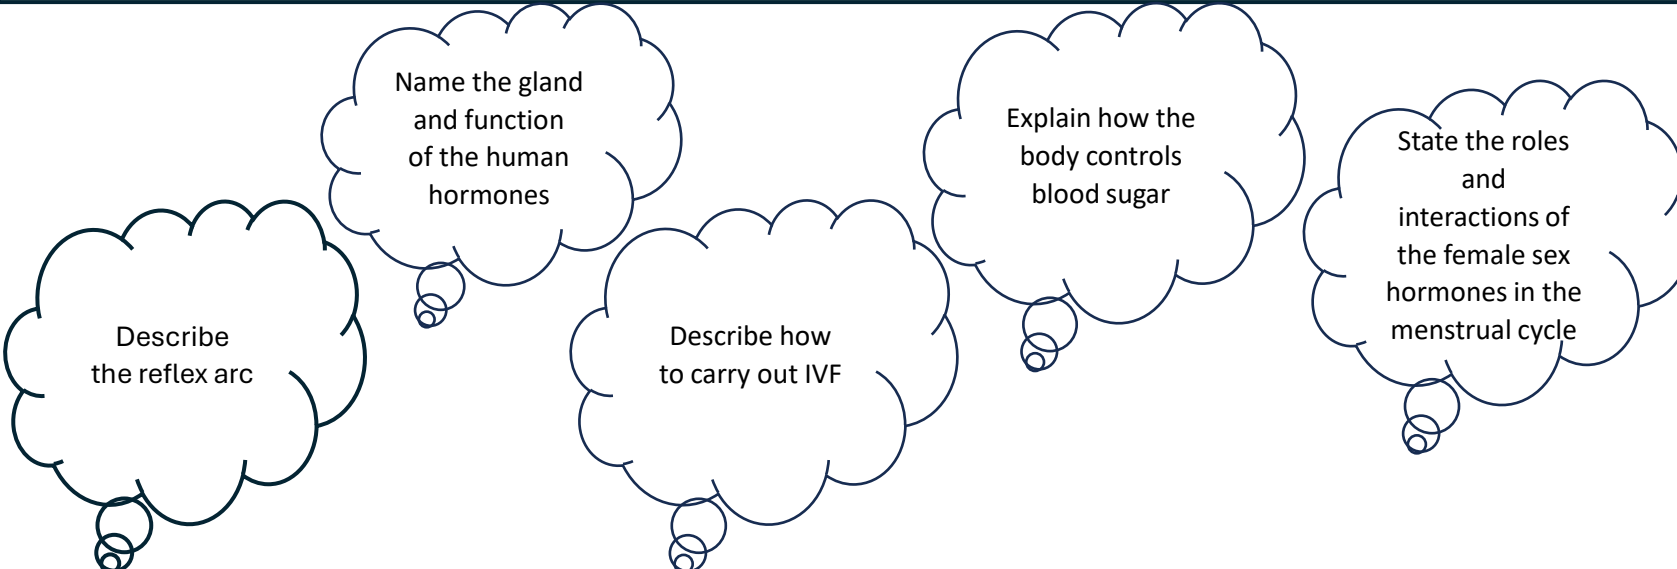 Describe
the reflex arc
Name the gland
and function
of the human
hormones
Describe how
to carry out IVF
Explain how the
body controls
blood sugar
State the roles
and
interactions of
the female sex
hormones in the
menstrual cycle